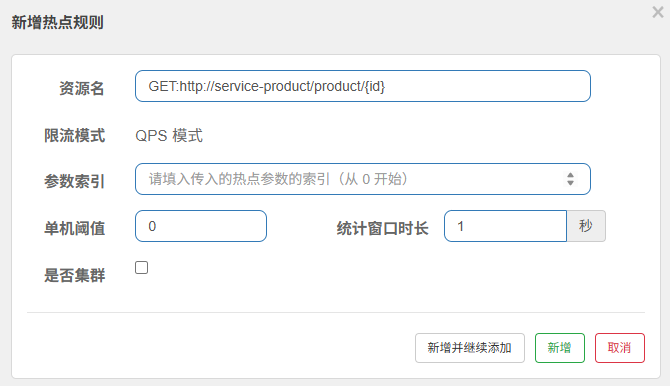 新增热点规则
×
资源名 GET:http://service-product/product/{id}
限流模式 QPS 模式
参数索引 请填入传入的热点参数的索引（从 0 开始）
单机阈值 0 统计窗口时长 1 秒
是否集群
新增并继续添加 新增 取消